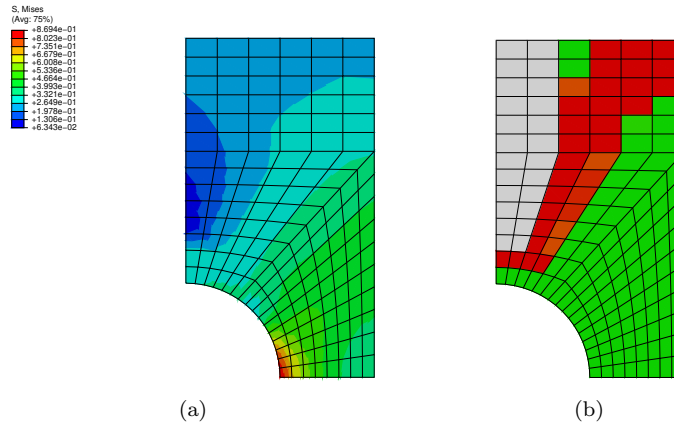 S, Mises
(Avg: 75%)
+8.694e-01
+8.023e-01
+7.351e-01
+6.679e-01
+6.008e-01
+5.336e-01
+4.664e-01
+3.993e-01
+3.321e-01
+2.649e-01
+1.978e-01
+1.306e-01
+6.343e-02
(a)
(b)